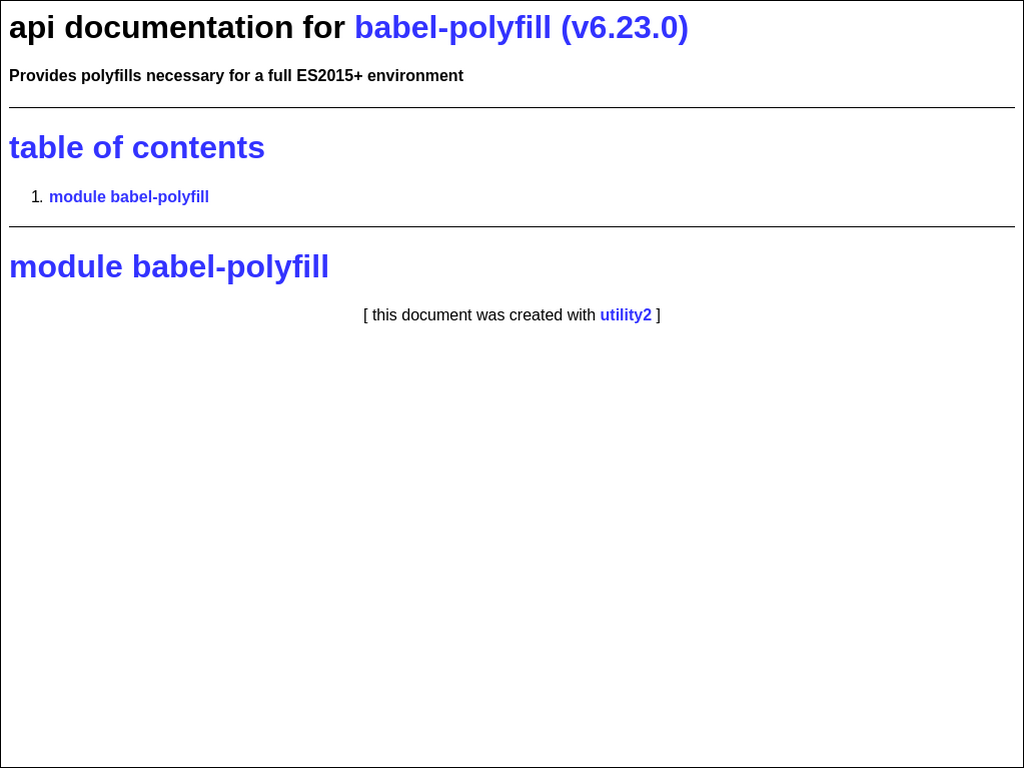 api documentation for babel-polyfill (v6.23.0)
Provides polyfills necessary for a full ES2015+ environment
table of contents
1. module babel-polyfill
module babel-polyfill
[ this document was created with utility2 ]